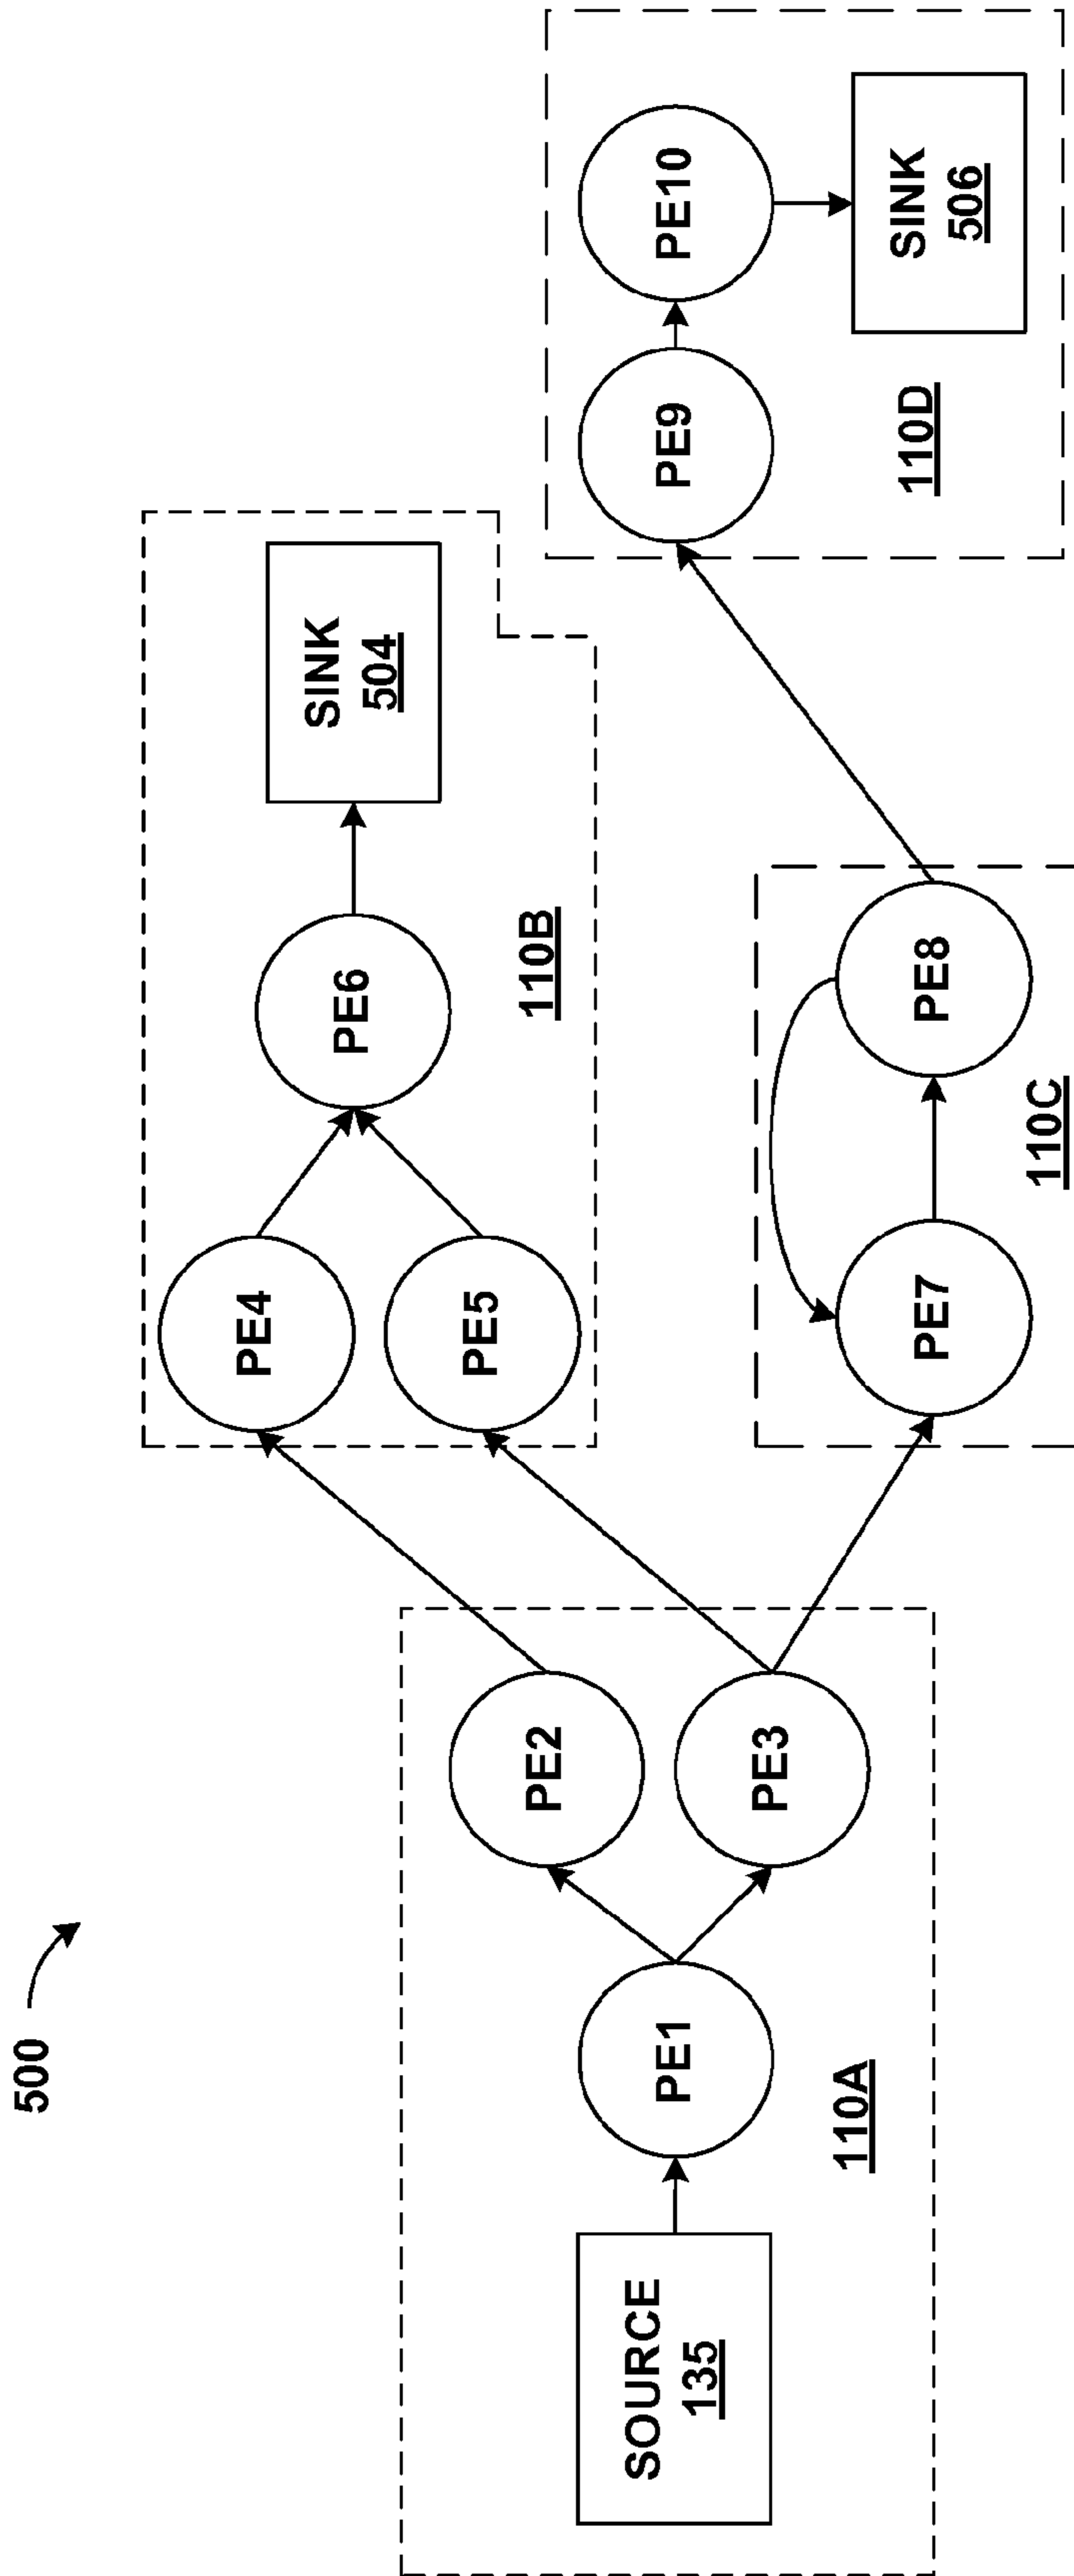 500
SOURCE
135
PE1
110A
PE2
PE3
PE4
PE5
PE6
SINK
504
110B
PE7
PE8
110C
PE9
PE10
SINK
506
110D